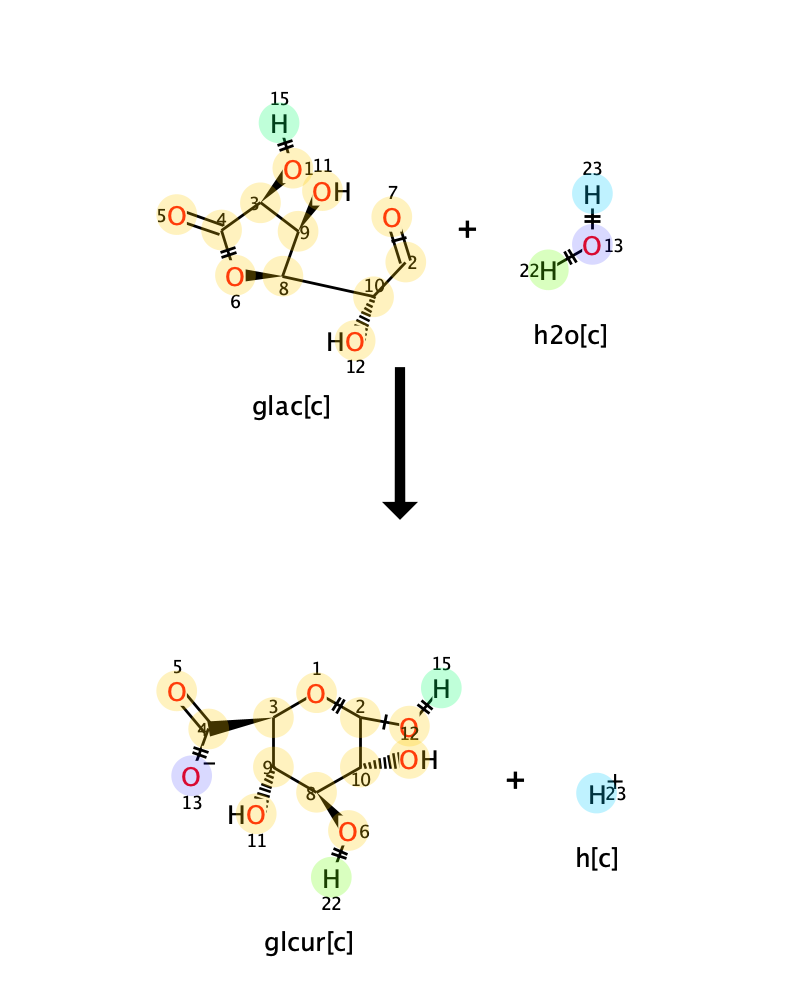 15
H
O 1 11
OH
3
9
5 O
4
O
6
8
10
HO
12
7
O
2
+
23
H
O 13
22 H
h2o[c]
glac[c]
5
O
4
O −
13
3
1
O
2
O
12
15
H
OH
10
9
8
HO
11
O 6
H
22
glcur[c]
+
H + 23
h[c]